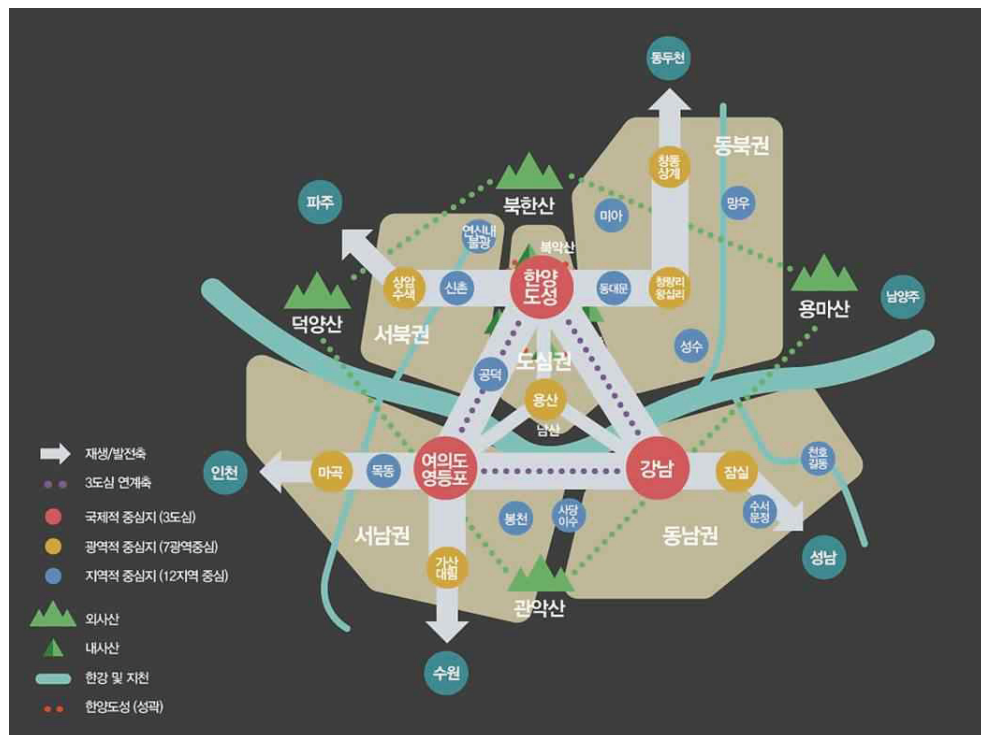 동두천
동북권
창동
상계
북한산
미아
망우
파주
연신내
불광
북악산
상암
수색
신촌
한양
도성
동대문
청량리
왕십리
덕양산
용마산
남양주
서북권
도심권
성수
공덕
용산
남산
재생/발전축
인천
마곡
목동
여의도
영등포
강남
잠실
천호
길동
3도심 연계축
국제적 중심지 (3도심)
봉천
사당
이수
수서
문정
서남권
동남권
광역적 중심지 (7광역중심)
가산
대림
성남
지역적 중심지 (12지역 중심)
관악산
외사산
내사산
수원
한강 및 지천
한양도성 (성곽)